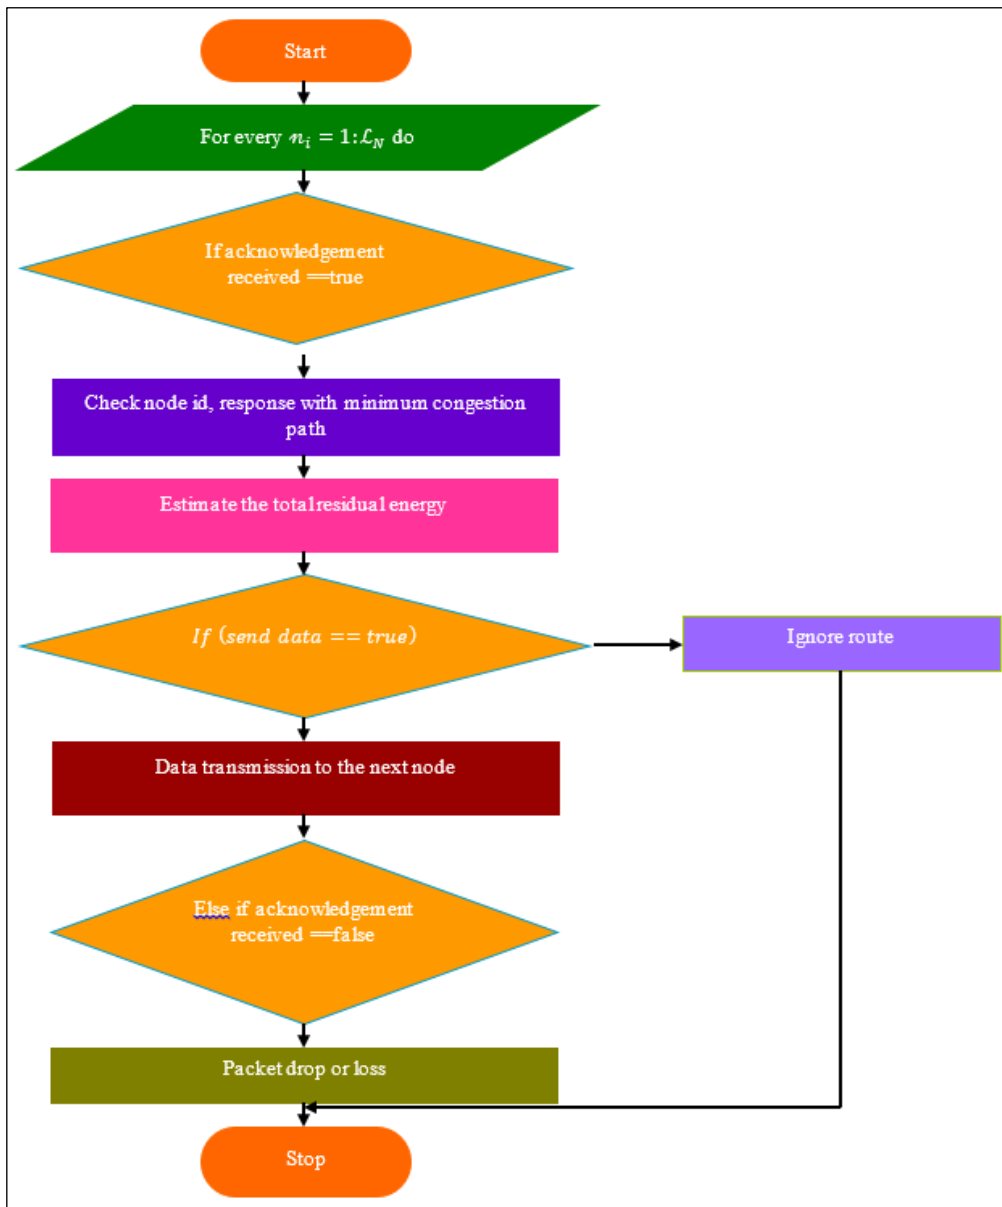 Start
For every 𝓃ᵢ = 1:ℒ_N do
If acknowledgement
received ==true
Check node id, response with minimum congestion
path
Estimate the total residual energy
If (send data == true)
Ignore route
Data transmission to the next node
Else if acknowledgement
received ==false
Packet drop or loss
Stop